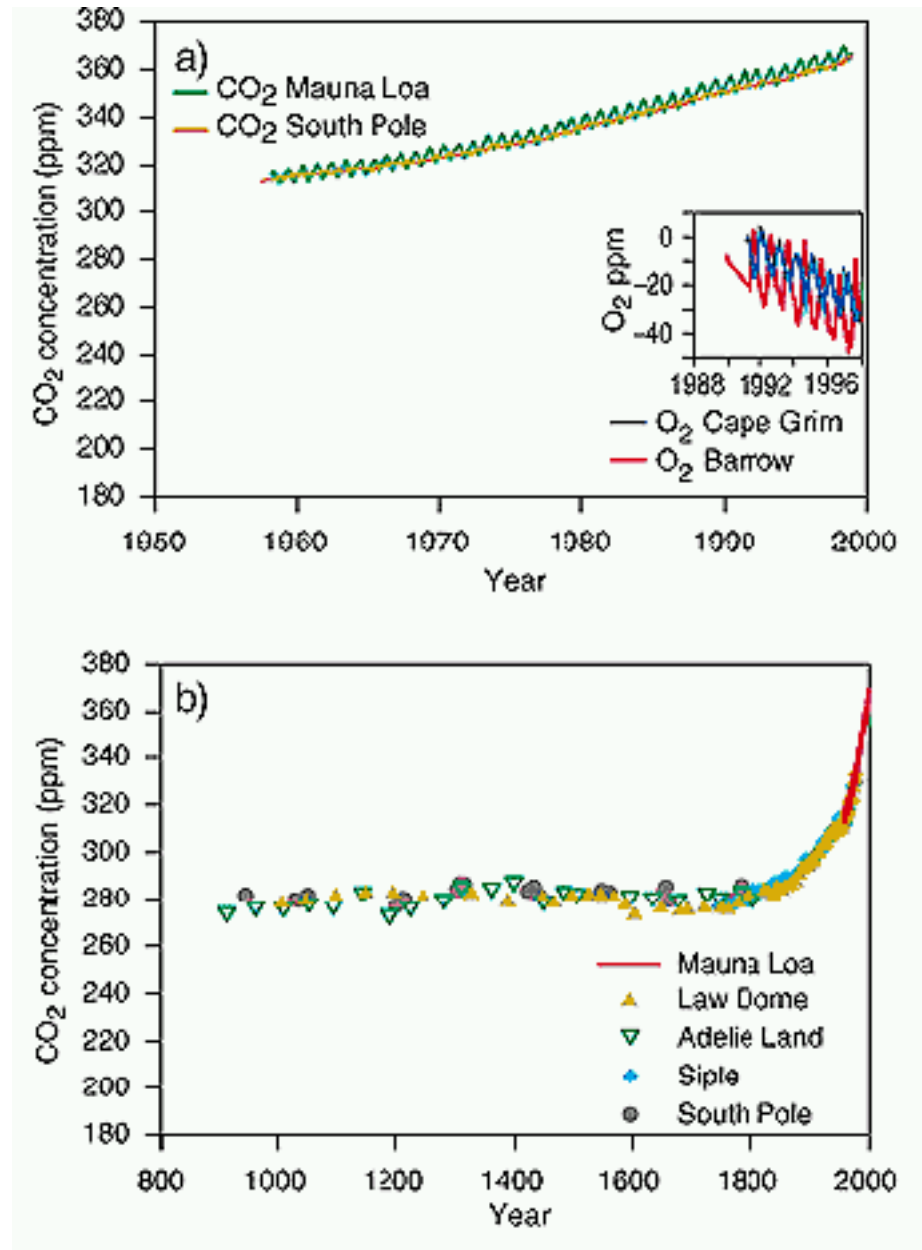 380
360
340
320
300
280
260
240
220
200
180
CO2 concentration (ppm)
a)
CO2 Mauna Loa
CO2 South Pole
0
−20
−40
O2 ppm
1988 1992 1996
O2 Cape Grim
O2 Barrow
1950 1960 1970 1980 1990 2000
Year
380
360
340
320
300
280
260
240
220
200
180
CO2 concentration (ppm)
b)
Mauna Loa
Law Dome
Adelie Land
Siple
South Pole
800 1000 1200 1400 1600 1800 2000
Year